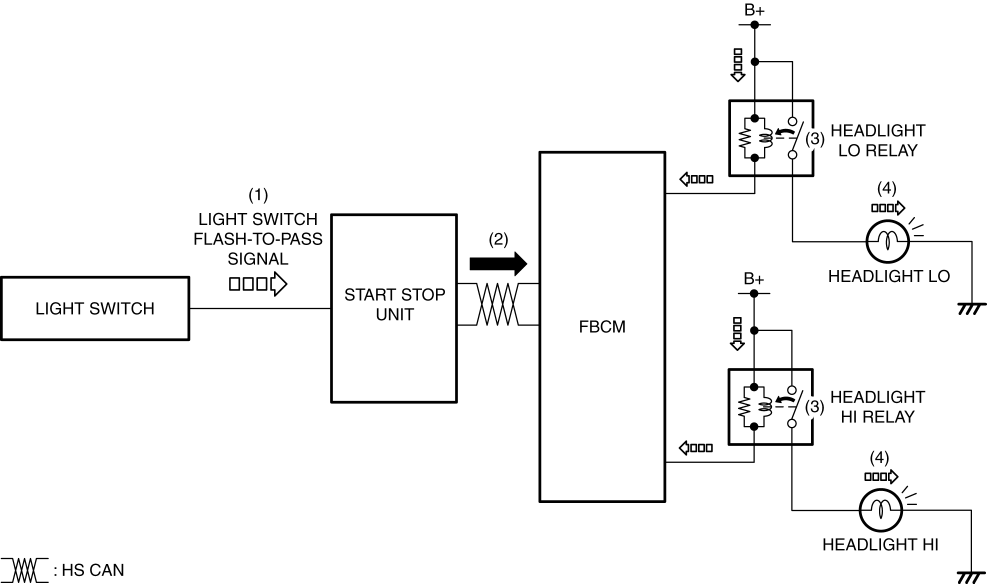 B+
(3)
HEADLIGHT
LO RELAY
(4)
HEADLIGHT LO
(1)
LIGHT SWITCH
FLASH-TO-PASS
SIGNAL
LIGHT SWITCH
START STOP
UNIT
(2)
FBCM
B+
(3)
HEADLIGHT
HI RELAY
(4)
HEADLIGHT HI
: HS CAN